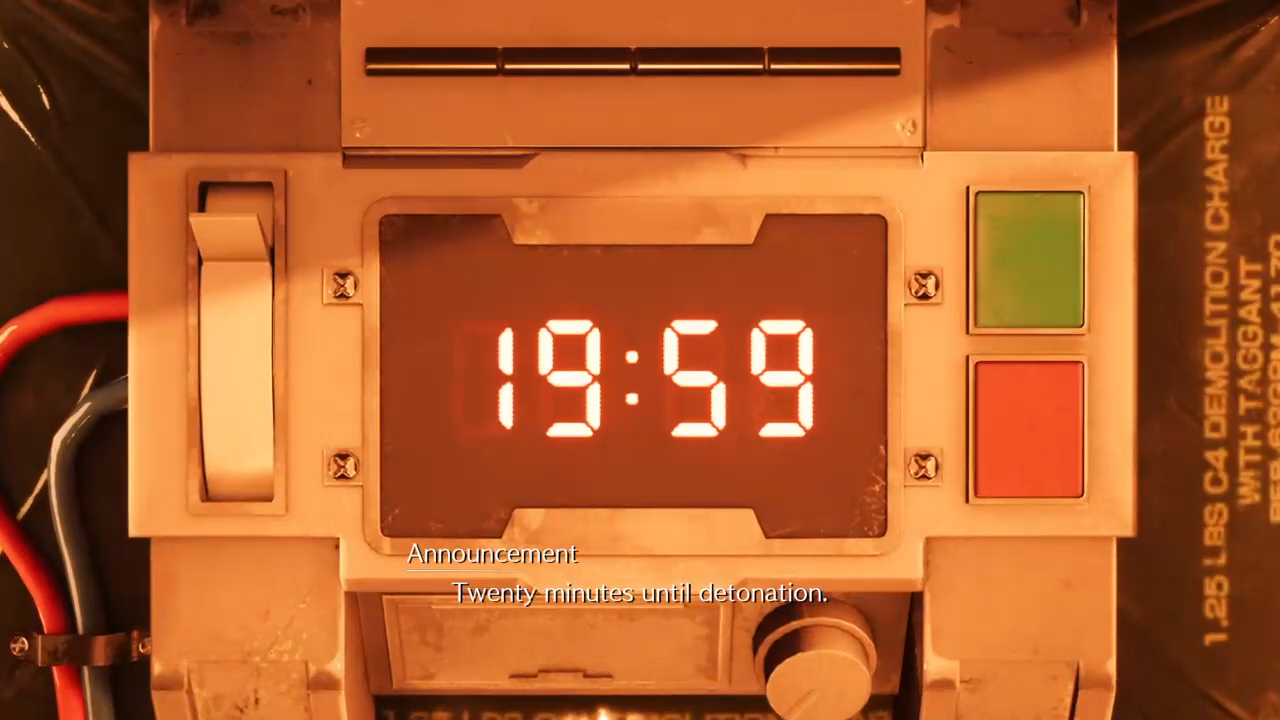 19:59
Announcement
Twenty minutes until detonation.
1.25 LBS C4 DEMOLITION CHARGE
WITH TAGGANT